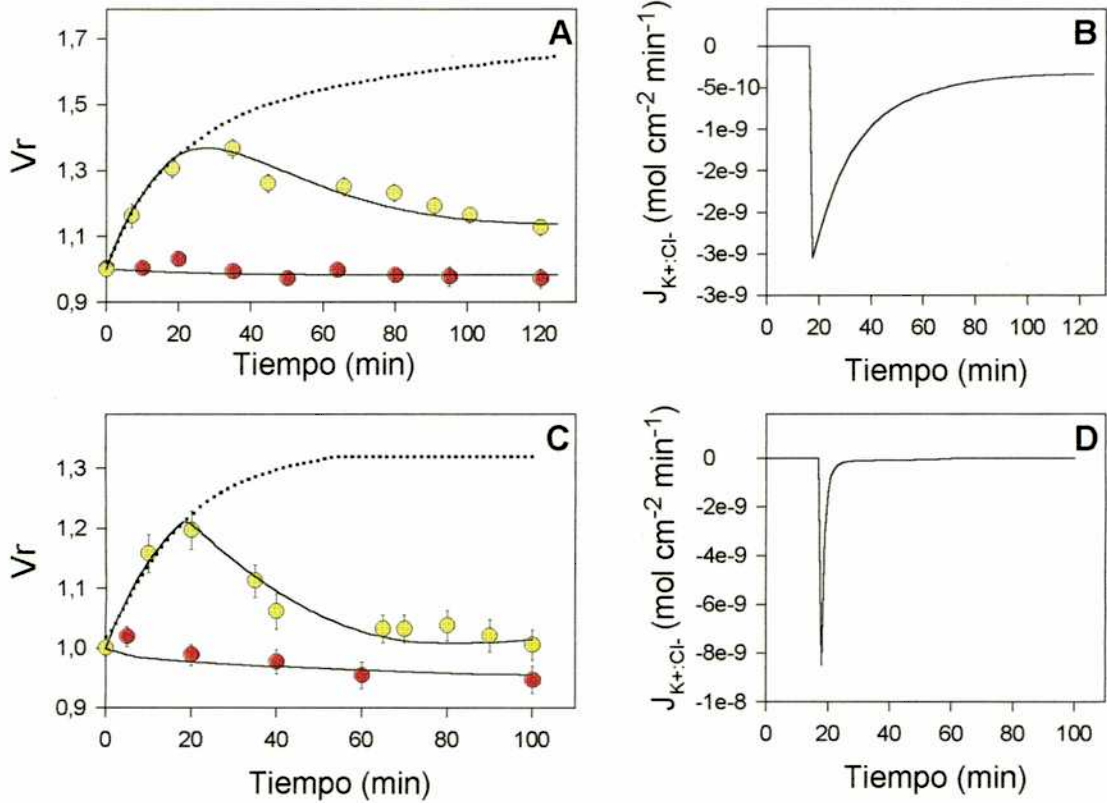 A
Vr
1,7
1,5
1,3
1,1
0,9
0 20 40 60 80 100 120
Tiempo (min)
B
J K+:Cl- (mol cm-2 min-1)
0
-5e-10
-1e-9
-2e-9
-2e-9
-3e-9
-3e-9
0 20 40 60 80 100 120
Tiempo (min)
C
Vr
1,3
1,2
1,1
1,0
0,9
0 20 40 60 80 100
Tiempo (min)
D
J K+:Cl- (mol cm-2 min-1)
0
-2e-9
-4e-9
-6e-9
-8e-9
-1e-8
0 20 40 60 80 100
Tiempo (min)